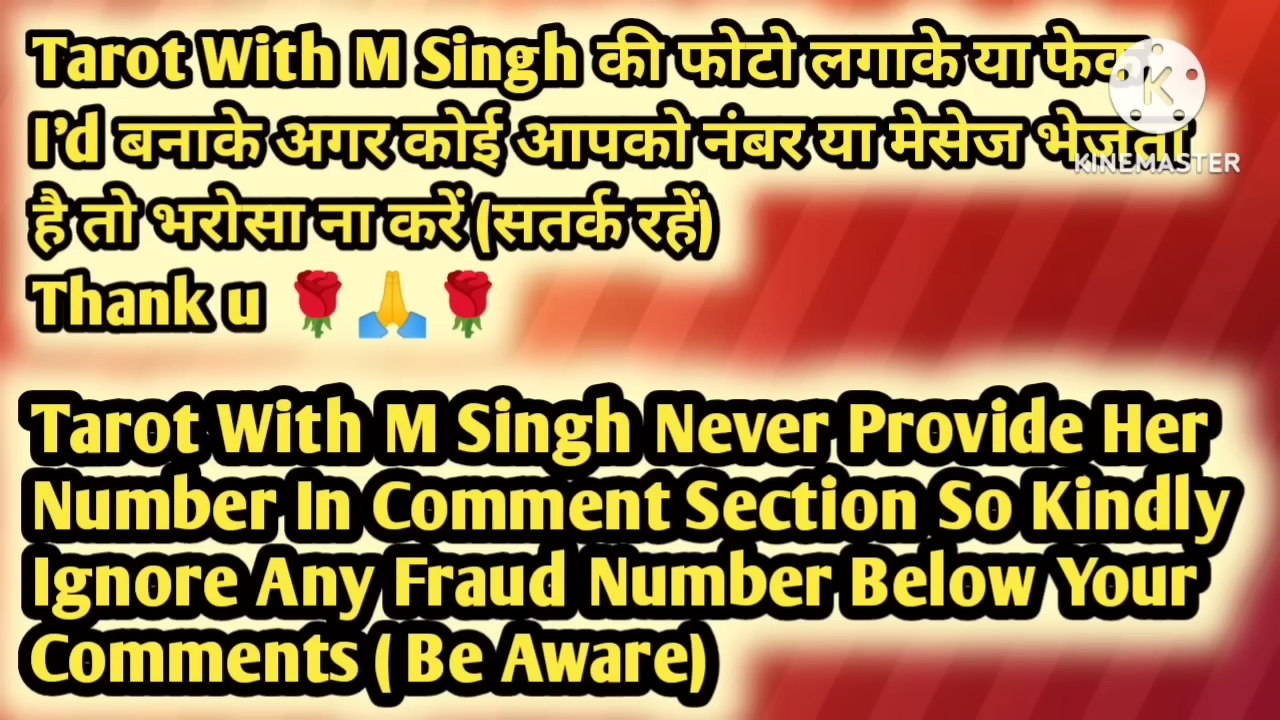 Tarot With M Singh की फोटो लगाके या फेक
I'd बनाके अगर कोई आपको नंबर या मेसेज भेजता
है तो भरोसा ना करें (सतर्क रहें)
Thank u 🌹🙏🌹
K
KINEMASTER
Tarot With M Singh Never Provide Her
Number In Comment Section So Kindly
Ignore Any Fraud Number Below Your
Comments ( Be Aware)